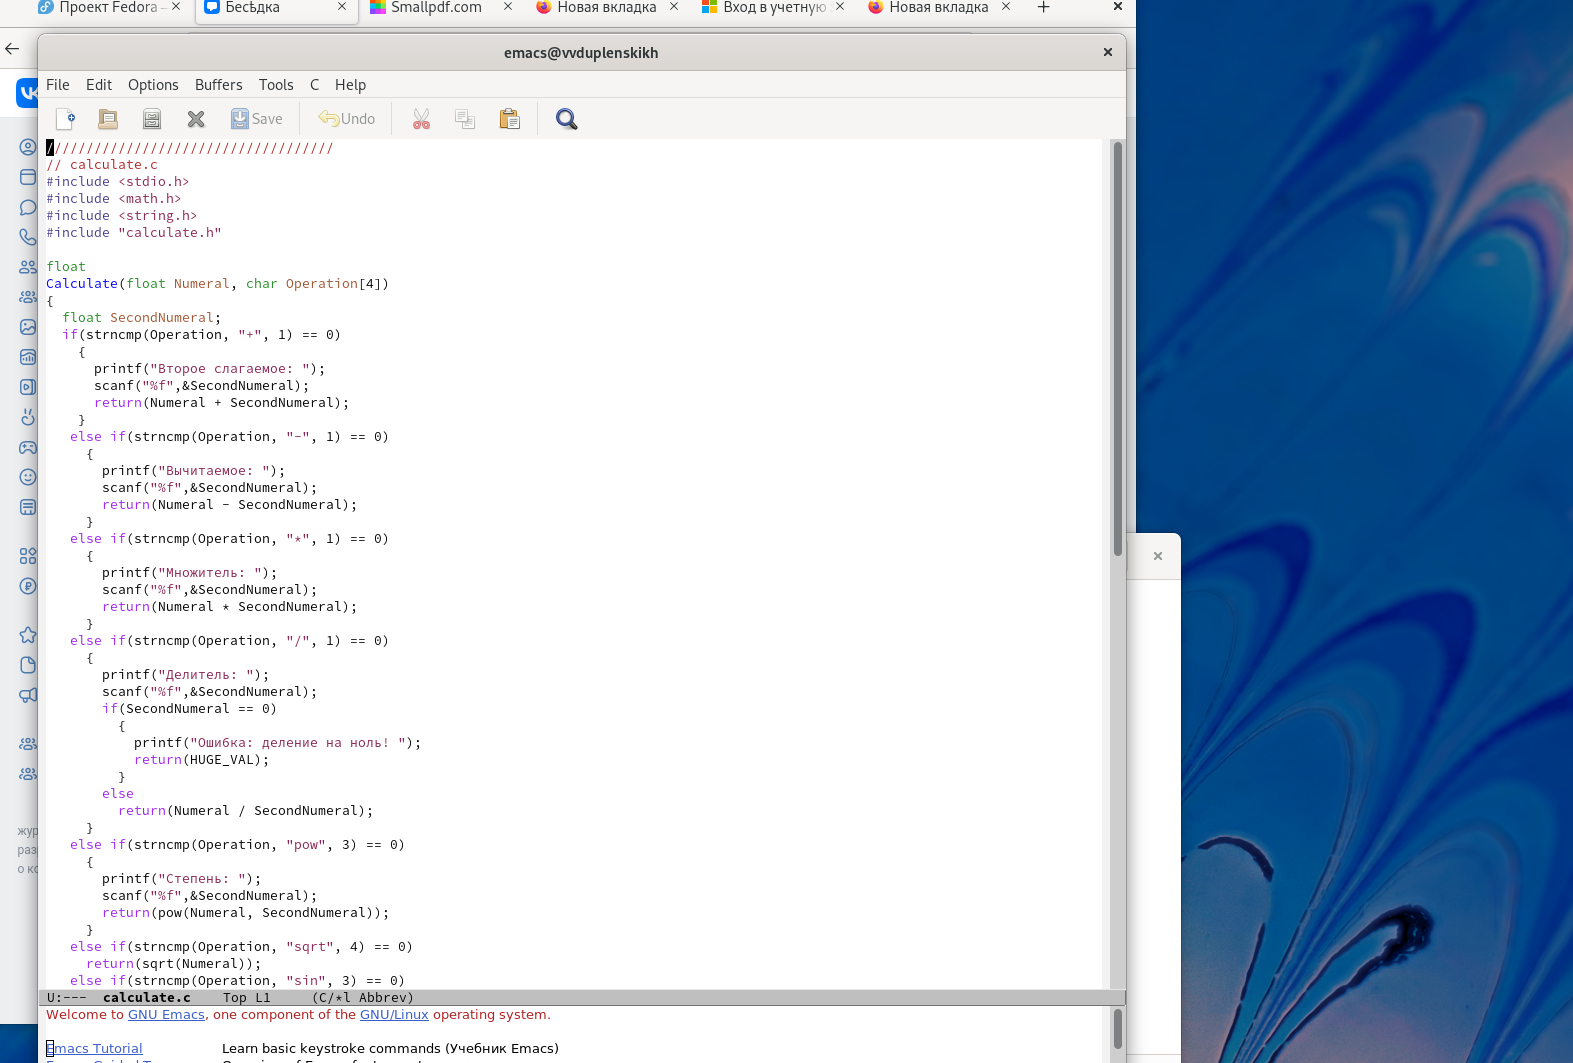 Проект Fedora –
Бесѣдка
Smallpdf.com
Новая вкладка
Вход в учетную
Новая вкладка
emacs@vvduplenskikh
File Edit Options Buffers Tools C Help
Save Undo
////////////////////////////////////
// calculate.c
#include <stdio.h>
#include <math.h>
#include <string.h>
#include "calculate.h"
float
Calculate(float Numeral, char Operation[4])
{
float SecondNumeral;
if(strncmp(Operation, "+", 1) == 0)
{
printf("Второе слагаемое: ");
scanf("%f",&SecondNumeral);
return(Numeral + SecondNumeral);
}
else if(strncmp(Operation, "-", 1) == 0)
{
printf("Вычитаемое: ");
scanf("%f",&SecondNumeral);
return(Numeral - SecondNumeral);
}
else if(strncmp(Operation, "*", 1) == 0)
{
printf("Множитель: ");
scanf("%f",&SecondNumeral);
return(Numeral * SecondNumeral);
}
else if(strncmp(Operation, "/", 1) == 0)
{
printf("Делитель: ");
scanf("%f",&SecondNumeral);
if(SecondNumeral == 0)
{
printf("Ошибка: деление на ноль! ");
return(HUGE_VAL);
}
else
return(Numeral / SecondNumeral);
}
else if(strncmp(Operation, "pow", 3) == 0)
{
printf("Степень: ");
scanf("%f",&SecondNumeral);
return(pow(Numeral, SecondNumeral));
}
else if(strncmp(Operation, "sqrt", 4) == 0)
return(sqrt(Numeral));
else if(strncmp(Operation, "sin", 3) == 0)
U:--- calculate.c Top L1 (C/*l Abbrev)
Welcome to GNU Emacs, one component of the GNU/Linux operating system.
Emacs Tutorial Learn basic keystroke commands (Учебник Emacs)
жур
раз
о ко